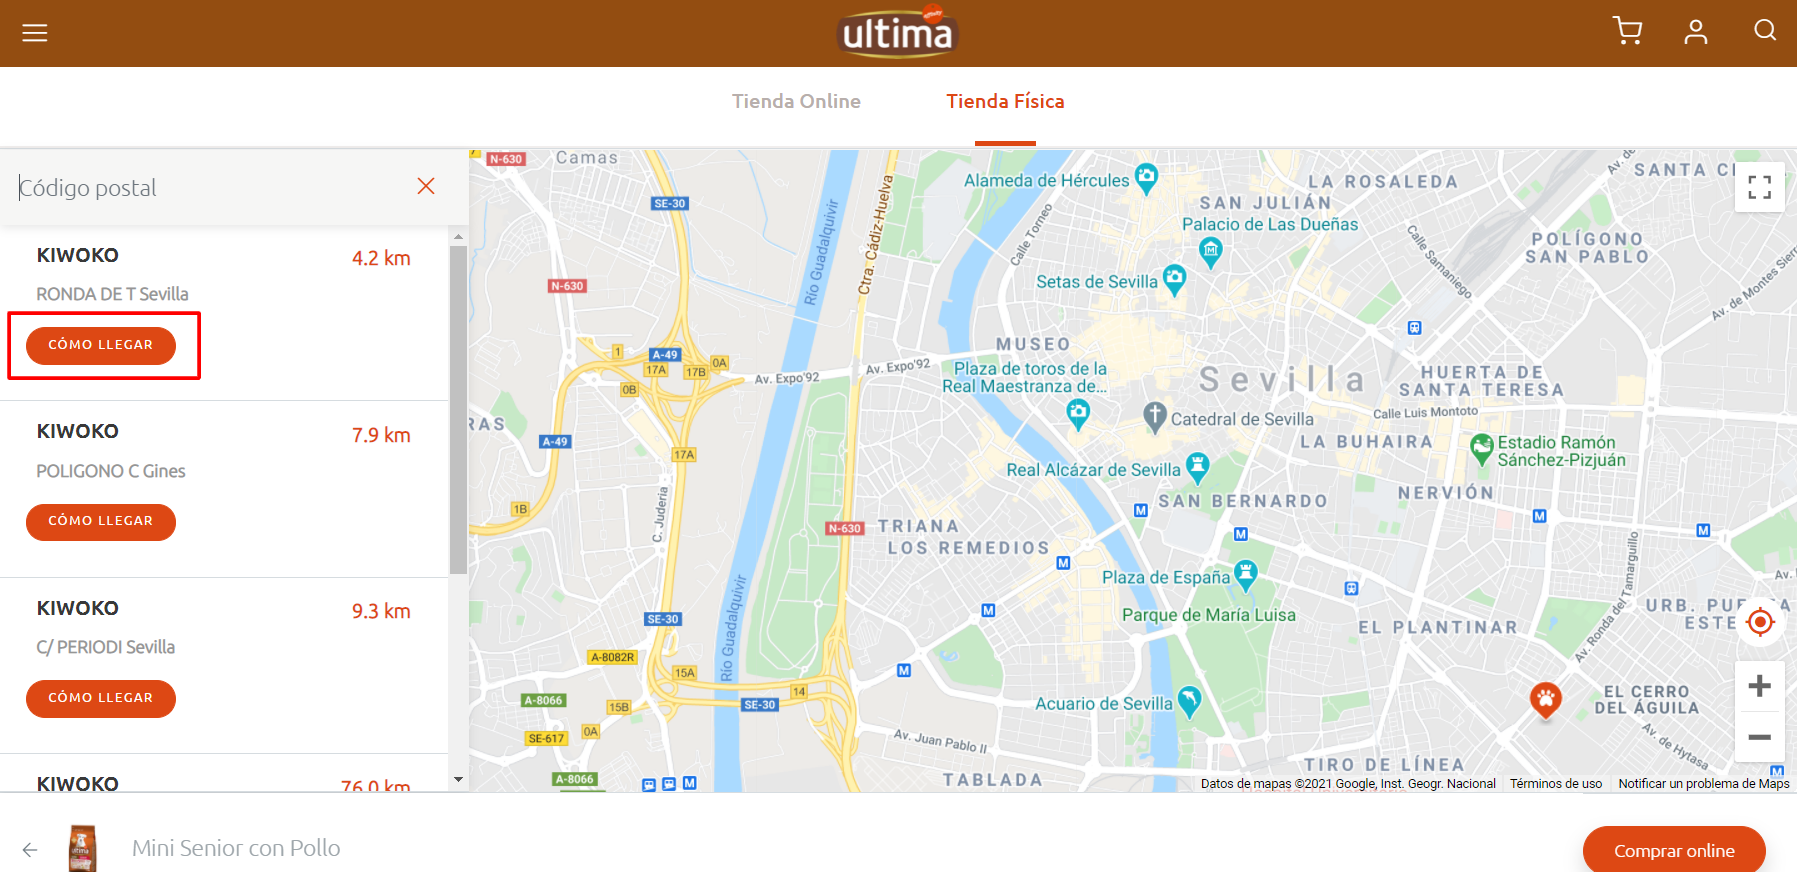 affinity
ultima
Tienda Online
Tienda Física
Código postal
KIWOKO
4.2 km
RONDA DE T Sevilla
CÓMO LLEGAR
KIWOKO
7.9 km
POLIGONO C Gines
CÓMO LLEGAR
KIWOKO
9.3 km
C/ PERIODI Sevilla
CÓMO LLEGAR
KIWOKO
76.0 km
N-630
Camas
SE-30
Ctra. Cádiz-Huelva
Río Guadalquivir
N-630
Alameda de Hércules
LA ROSALEDA
SANTA C
SAN JULIÁN
Palacio de Las Dueñas
Calle Torneo
Calle Samaniego
POLÍGONO
SAN PABLO
Av. de Montes Sier
Av. de
Setas de Sevilla
MUSEO
1
A-49
0A
17A
17B
0B
Av. Expo'92
Av. Expo'92
Plaza de toros de la
Real Maestranza de...
Sevilla
HUERTA DE
SANTA TERESA
Calle Luis Montoto
Catedral de Sevilla
RAS
A-49
17A
LA BUHAIRA
Estadio Ramón
Sánchez-Pizjuán
Real Alcázar de Sevilla
SAN BERNARDO
NERVIÓN
1B
C. Juderia
N-630
TRIANA
LOS REMEDIOS
M
M
M
M
M
Plaza de España
Parque de María Luisa
Av. Ronda del Tamarguillo
Av.
URB. PUE
ESTE
EL PLANTINAR
SE-30
Río Guadalquivir
A-8082R
15A
M
M
14
A-8066
15B
SE-30
Acuario de Sevilla
EL CERRO
DEL ÁGUILA
SE-617
0A
Av. Juan Pablo II
Av. de Hytasa
TABLADA
TIRO DE LÍNEA
A-8066
M
M
Datos de mapas ©2021 Google, Inst. Geogr. Nacional
Términos de uso
Notificar un problema de Maps
ultima
Mini Senior con Pollo
Comprar online